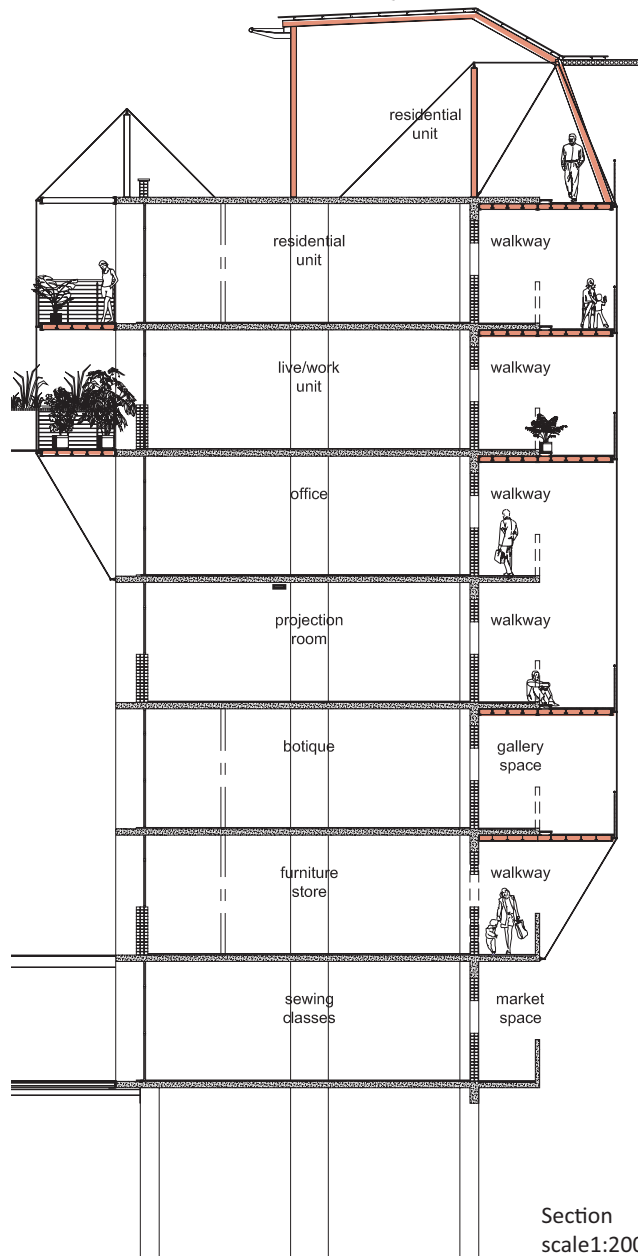 residential
unit
residential
unit
walkway
live/work
unit
walkway
office
walkway
projection
room
walkway
botique
gallery
space
furniture
store
walkway
sewing
classes
market
space
Section
scale1:200